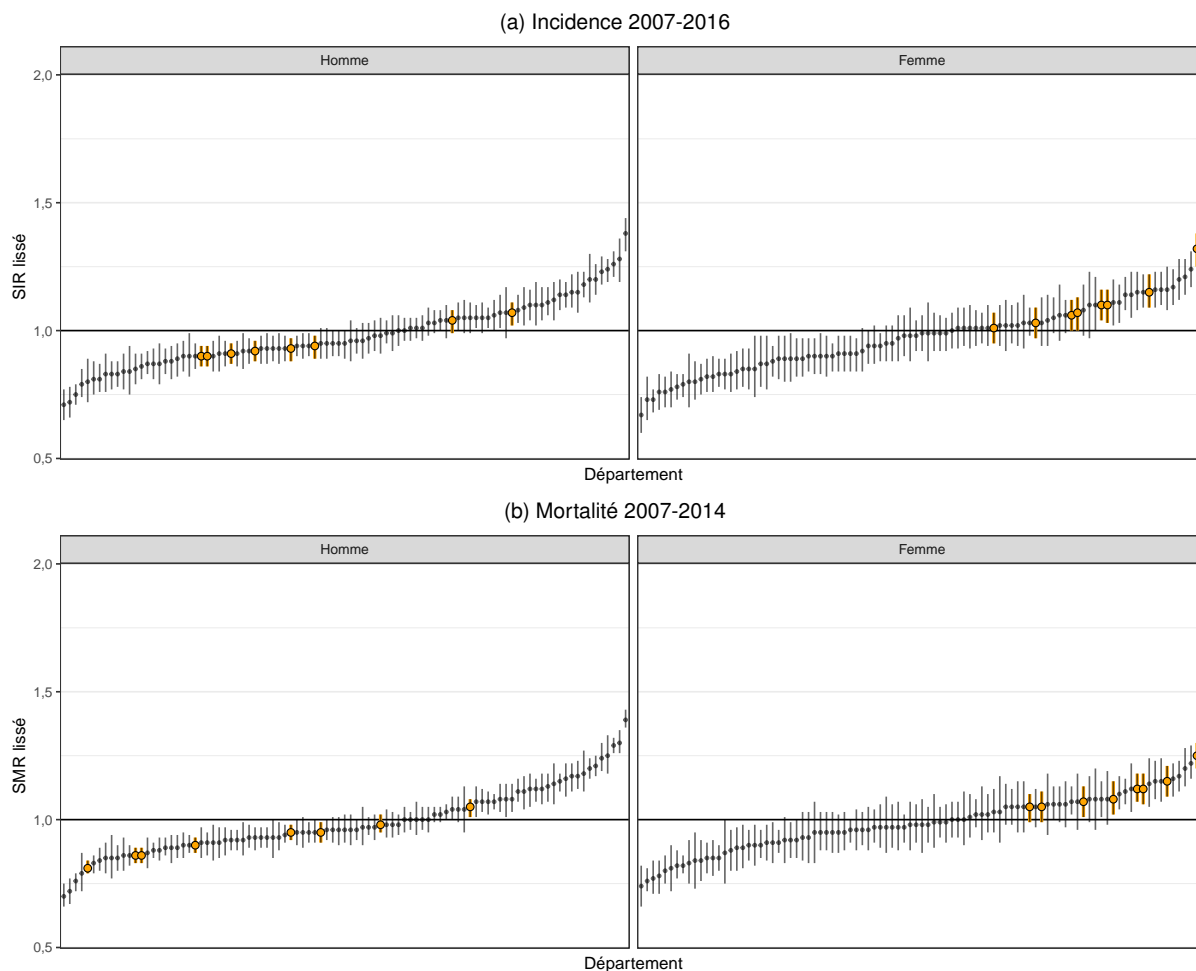 (a) Incidence 2007-2016
Homme
Femme
SIR lissé
2,0
1,5
1,0
0,5
Département
(b) Mortalité 2007-2014
Homme
Femme
SMR lissé
2,0
1,5
1,0
0,5
Département